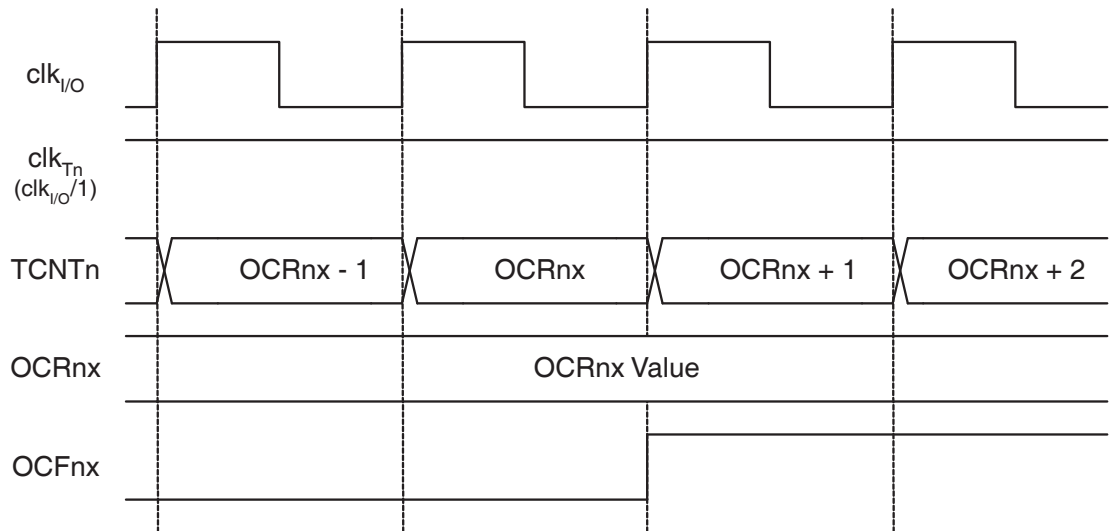 clkI/O
clkTn
(clkI/O/1)
TCNTn OCRnx - 1 OCRnx OCRnx + 1 OCRnx + 2
OCRnx OCRnx Value
OCFnx